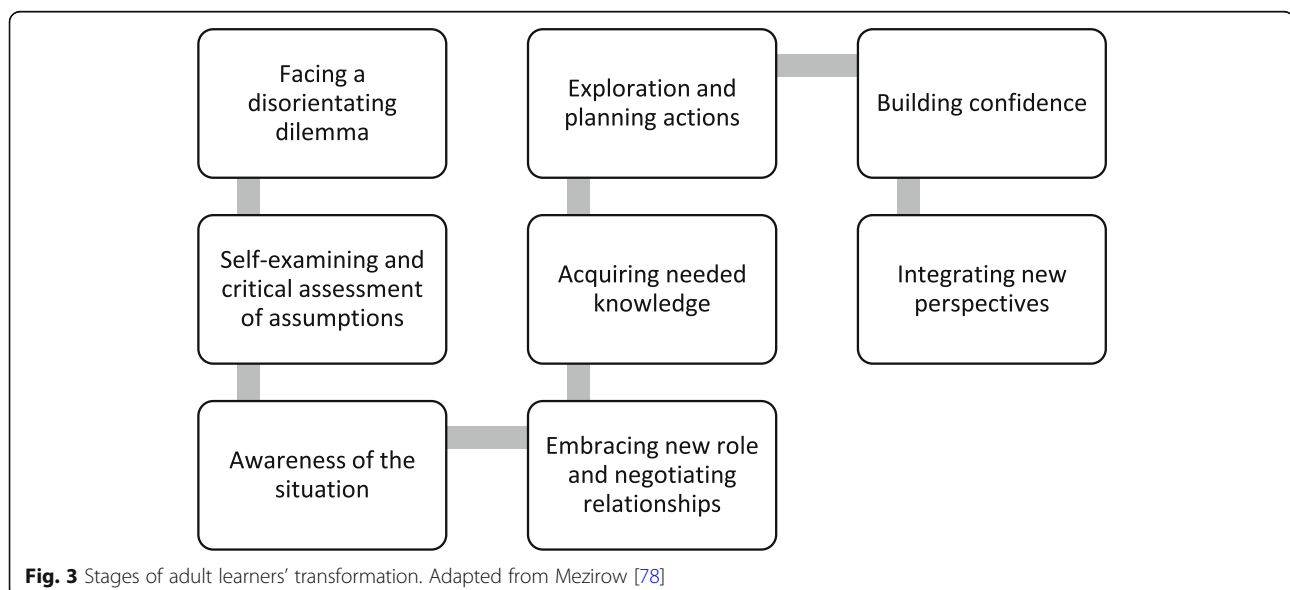 Facing a
disorientating
dilemma
Self-examining and
critical assessment
of assumptions
Awareness of the
situation
Embracing new role
and negotiating
relationships
Acquiring needed
knowledge
Exploration and
planning actions
Building confidence
Integrating new
perspectives
Fig. 3 Stages of adult learners’ transformation. Adapted from Mezirow [78]